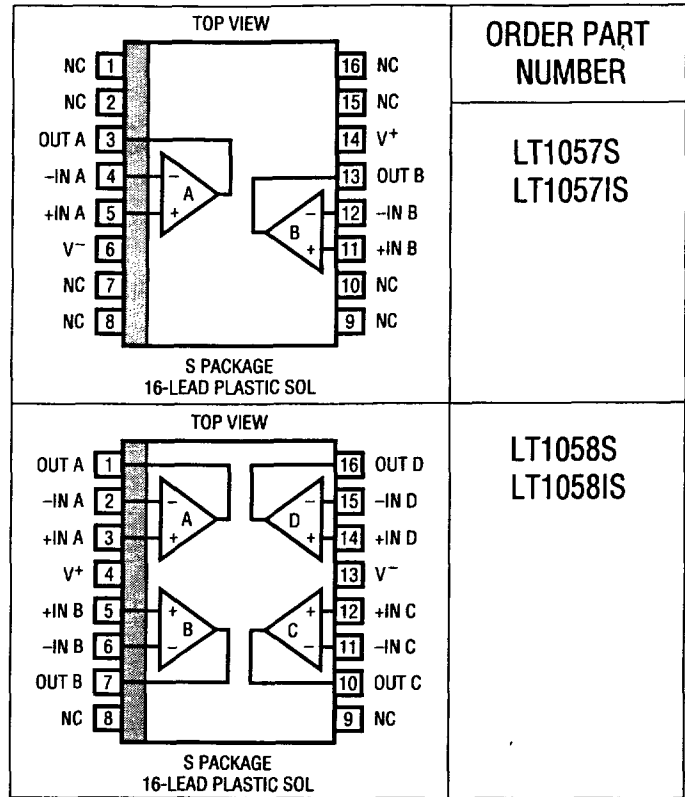 TOP VIEW
NC 1
16 NC
NC 2
15 NC
OUT A 3
14 V+
–IN A 4
13 OUT B
+IN A 5
12 –IN B
V– 6
11 +IN B
NC 7
10 NC
NC 8
9 NC
–
A
+
–
B
+
S PACKAGE
16-LEAD PLASTIC SOL
ORDER PART
NUMBER
LT1057S
LT1057IS
TOP VIEW
OUT A 1
16 OUT D
–IN A 2
15 –IN D
+IN A 3
14 +IN D
V+ 4
13 V–
+IN B 5
12 +IN C
–IN B 6
11 –IN C
OUT B 7
10 OUT C
NC 8
9 NC
–
A
+
–
D
+
+
B
–
+
C
–
S PACKAGE
16-LEAD PLASTIC SOL
LT1058S
LT1058IS